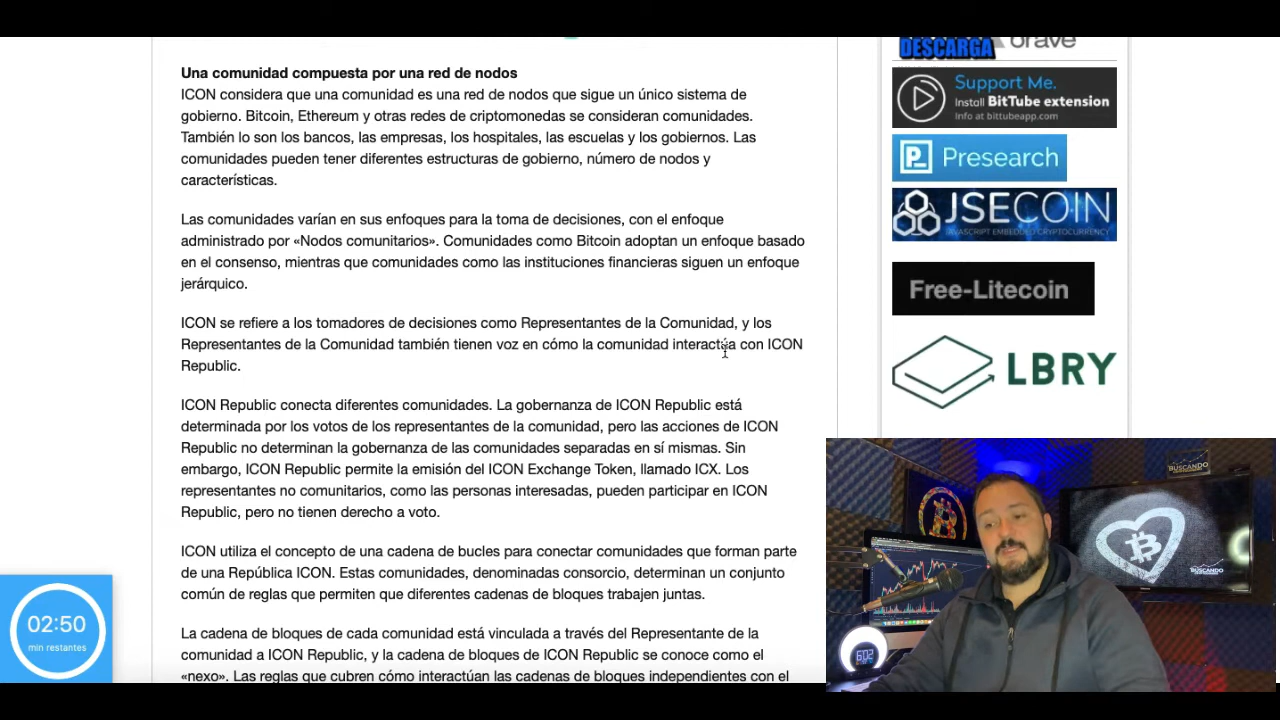 Una comunidad compuesta por una red de nodos
ICON considera que una comunidad es una red de nodos que sigue un único sistema de
gobierno. Bitcoin, Ethereum y otras redes de criptomonedas se consideran comunidades.
También lo son los bancos, las empresas, los hospitales, las escuelas y los gobiernos. Las
comunidades pueden tener diferentes estructuras de gobierno, número de nodos y
características.
Las comunidades varían en sus enfoques para la toma de decisiones, con el enfoque
administrado por «Nodos comunitarios». Comunidades como Bitcoin adoptan un enfoque basado
en el consenso, mientras que comunidades como las instituciones financieras siguen un enfoque
jerárquico.
ICON se refiere a los tomadores de decisiones como Representantes de la Comunidad, y los
Representantes de la Comunidad también tienen voz en cómo la comunidad interactúa con ICON
Republic.
ICON Republic conecta diferentes comunidades. La gobernanza de ICON Republic está
determinada por los votos de los representantes de la comunidad, pero las acciones de ICON
Republic no determinan la gobernanza de las comunidades separadas en sí mismas. Sin
embargo, ICON Republic permite la emisión del ICON Exchange Token, llamado ICX. Los
representantes no comunitarios, como las personas interesadas, pueden participar en ICON
Republic, pero no tienen derecho a voto.
ICON utiliza el concepto de una cadena de bucles para conectar comunidades que forman parte
de una República ICON. Estas comunidades, denominadas consorcio, determinan un conjunto
común de reglas que permiten que diferentes cadenas de bloques trabajen juntas.
La cadena de bloques de cada comunidad está vinculada a través del Representante de la
comunidad a ICON Republic, y la cadena de bloques de ICON Republic se conoce como el
«nexo». Las reglas que cubren cómo interactúan las cadenas de bloques independientes con el
DESCARGA
Support Me.
Install BitTube extension
Info at bittubeapp.com
Presearch
JSECOIN
JAVASCRIPT EMBEDDED CRYPTOCURRENCY
Free-Litecoin
LBRY
02:50
min restantes
BUSCANDO
BUSCANDO
6:02